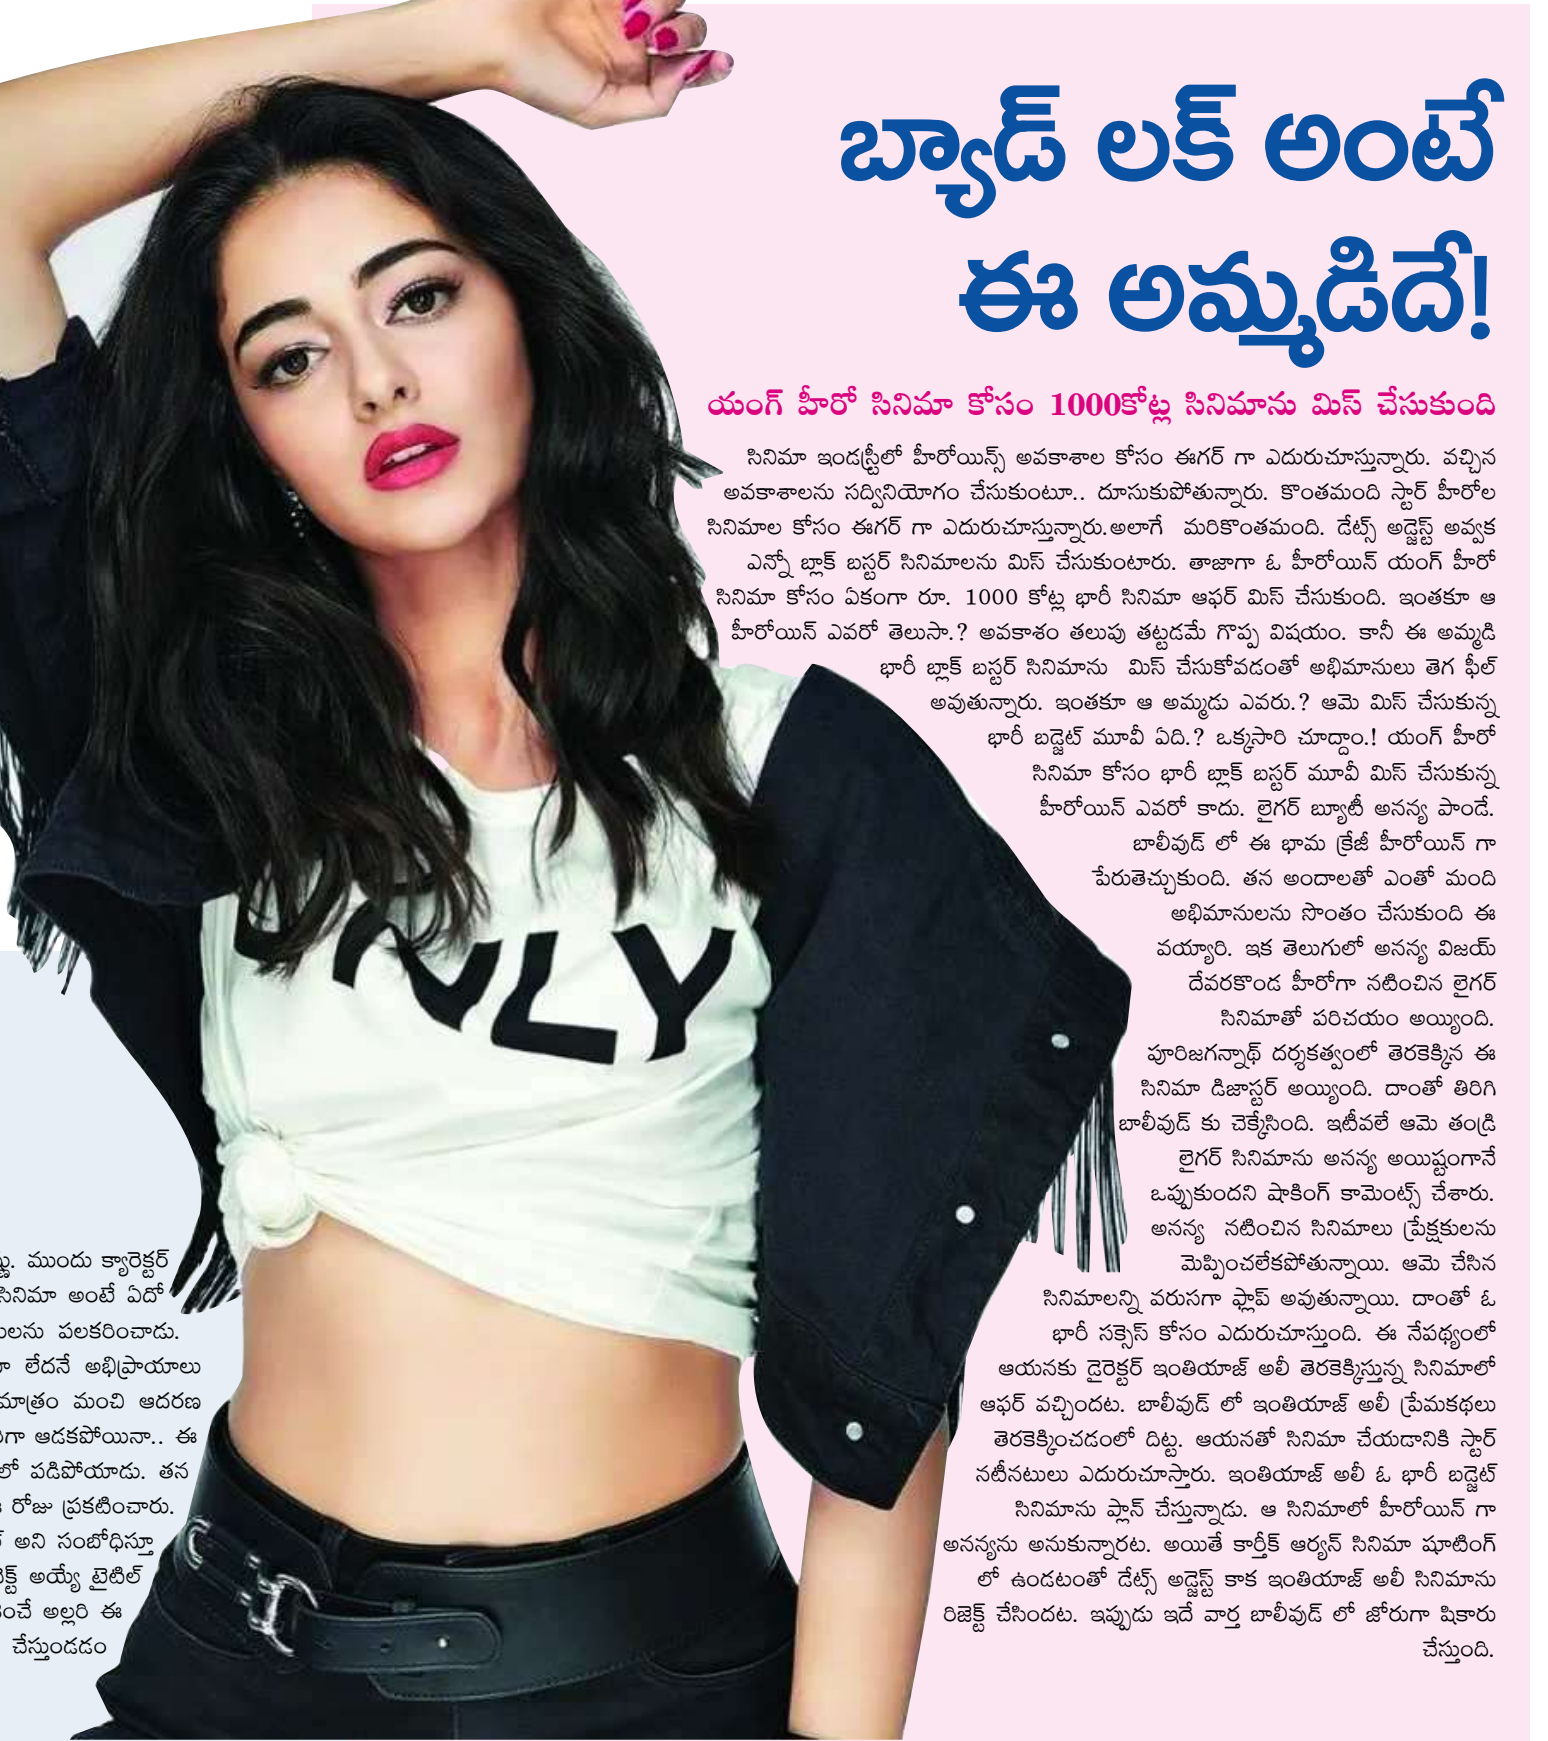 బ్యాడ్ లక్ అంటే
ఈ అమ్మడిదే!
యంగ్ హీరో సినిమా కోసం 1000కోట్ల సినిమాను మిస్ చేసుకుంది
సినిమా ఇండస్ట్రీలో హీరోయిన్స్ అవకాశాల కోసం ఈగర్ గా ఎదురుచూస్తున్నారు. వచ్చిన
అవకాశాలను సద్వినియోగం చేసుకుంటూ.. దూసుకుపోతున్నారు. కొంతమంది స్టార్ హీరోల
సినిమాల కోసం ఈగర్ గా ఎదురుచూస్తున్నారు.అలాగే మరికొంతమంది. డేట్స్ అడ్జెస్ట్ అవ్వక
ఎన్నో బ్లాక్ బస్టర్ సినిమాలను మిస్ చేసుకుంటారు. తాజాగా ఓ హీరోయిన్ యంగ్ హీరో
సినిమా కోసం ఏకంగా రూ. 1000 కోట్ల భారీ సినిమా ఆఫర్ మిస్ చేసుకుంది. ఇంతకూ ఆ
హీరోయిన్ ఎవరో తెలుసా.? అవకాశం తలుపు తట్టడమే గొప్ప విషయం. కానీ ఈ అమ్మడి
భారీ బ్లాక్ బస్టర్ సినిమాను మిస్ చేసుకోవడంతో అభిమానులు తెగ ఫీల్
అవుతున్నారు. ఇంతకూ ఆ అమ్మడు ఎవరు.? ఆమె మిస్ చేసుకున్న
భారీ బడ్జెట్ మూవీ ఏది.? ఒక్కసారి చూద్దాం.! యంగ్ హీరో
సినిమా కోసం భారీ బ్లాక్ బస్టర్ మూవీ మిస్ చేసుకున్న
హీరోయిన్ ఎవరో కాదు. లైగర్ బ్యూటీ అనన్య పాండే.
బాలీవుడ్ లో ఈ భామ క్రేజీ హీరోయిన్ గా
పేరుతెచ్చుకుంది. తన అందాలతో ఎంతో మంది
అభిమానులను సొంతం చేసుకుంది ఈ
వయ్యారి. ఇక తెలుగులో అనన్య విజయ్
దేవరకొండ హీరోగా నటించిన లైగర్
సినిమాతో పరిచయం అయ్యింది.
పూరిజగన్నాథ్ దర్శకత్వంలో తెరకెక్కిన ఈ
సినిమా డిజాస్టర్ అయ్యింది. దాంతో తిరిగి
బాలీవుడ్ కు చెక్కేసింది. ఇటీవలే ఆమె తండ్రి
లైగర్ సినిమాను అనన్య అయిష్టంగానే
ఒప్పుకుందని షాకింగ్ కామెంట్స్ చేశారు.
అనన్య నటించిన సినిమాలు ప్రేక్షకులను
మెప్పించలేకపోతున్నాయి. ఆమె చేసిన
సినిమాలన్ని వరుసగా ఫ్లాప్ అవుతున్నాయి. దాంతో ఓ
భారీ సక్సెస్ కోసం ఎదురుచూస్తుంది. ఈ నేపథ్యంలో
ఆయనకు డైరెక్టర్ ఇంతియాజ్ అలీ తెరకెక్కిస్తున్న సినిమాలో
ఆఫర్ వచ్చిందట. బాలీవుడ్ లో ఇంతియాజ్ అలీ ప్రేమకథలు
తెరకెక్కించడంలో దిట్ట. ఆయనతో సినిమా చేయడానికి స్టార్
నటీనటులు ఎదురుచూస్తారు. ఇంతియాజ్ అలీ ఓ భారీ బడ్జెట్
సినిమాను ప్లాన్ చేస్తున్నాడు. ఆ సినిమాలో హీరోయిన్ గా
అనన్యను అనుకున్నారట. అయితే కార్తీక్ ఆర్యన్ సినిమా షూటింగ్
లో ఉండటంతో డేట్స్ అడ్జెస్ట్ కాక ఇంతియాజ్ అలీ సినిమాను
రిజెక్ట్ చేసిందట. ఇప్పుడు ఇదే వార్త బాలీవుడ్ లో జోరుగా షికారు
చేస్తుంది.
ముందు క్యారెక్టర్
సినిమా అంటే ఏదో
పలకరించాడు.
లేదనే అభిప్రాయాలు
మాత్రం మంచి ఆదరణ
ఆడకపోయినా.. ఈ
పడిపోయాడు. తన
రోజు ప్రకటించారు.
అని సంబోధిస్తూ
అయ్యే టైటిల్
అల్లరి ఈ
చేస్తుండడం